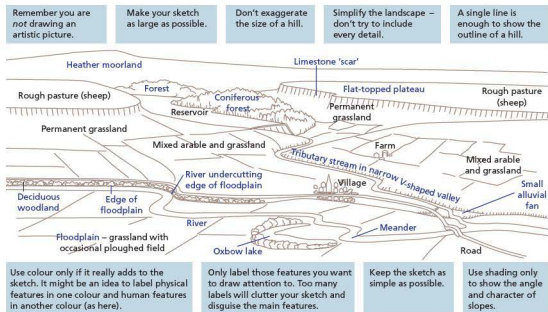 Remember you are
not drawing an
artistic picture.
Make your sketch
as large as possible.
Don't exaggerate
the size of a hill.
Simplify the landscape –
don't try to include
every detail.
A single line is
enough to show the
outline of a hill.
Heather moorland
Limestone 'scar'
Rough pasture (sheep)
Forest
Coniferous
forest
Reservoir
Flat-topped plateau
Permanent
grassland
Rough pasture
(sheep)
Permanent grassland
Mixed arable and grassland
Farm
Tributary stream in narrow V-shaped valley
Mixed arable
and grassland
River undercutting
edge of floodplain
Village
Small
alluvial
fan
Deciduous
woodland
Edge of
floodplain
River
Meander
Floodplain – grassland with
occasional ploughed field
Oxbow lake
Road
Use colour only if it really adds to the
sketch. It might be an idea to label physical
features in one colour and human features
in another colour (as here).
Only label those features you want
to draw attention to. Too many
labels will clutter your sketch and
disguise the main features.
Keep the sketch as
simple as possible.
Use shading only
to show the angle
and character of
slopes.